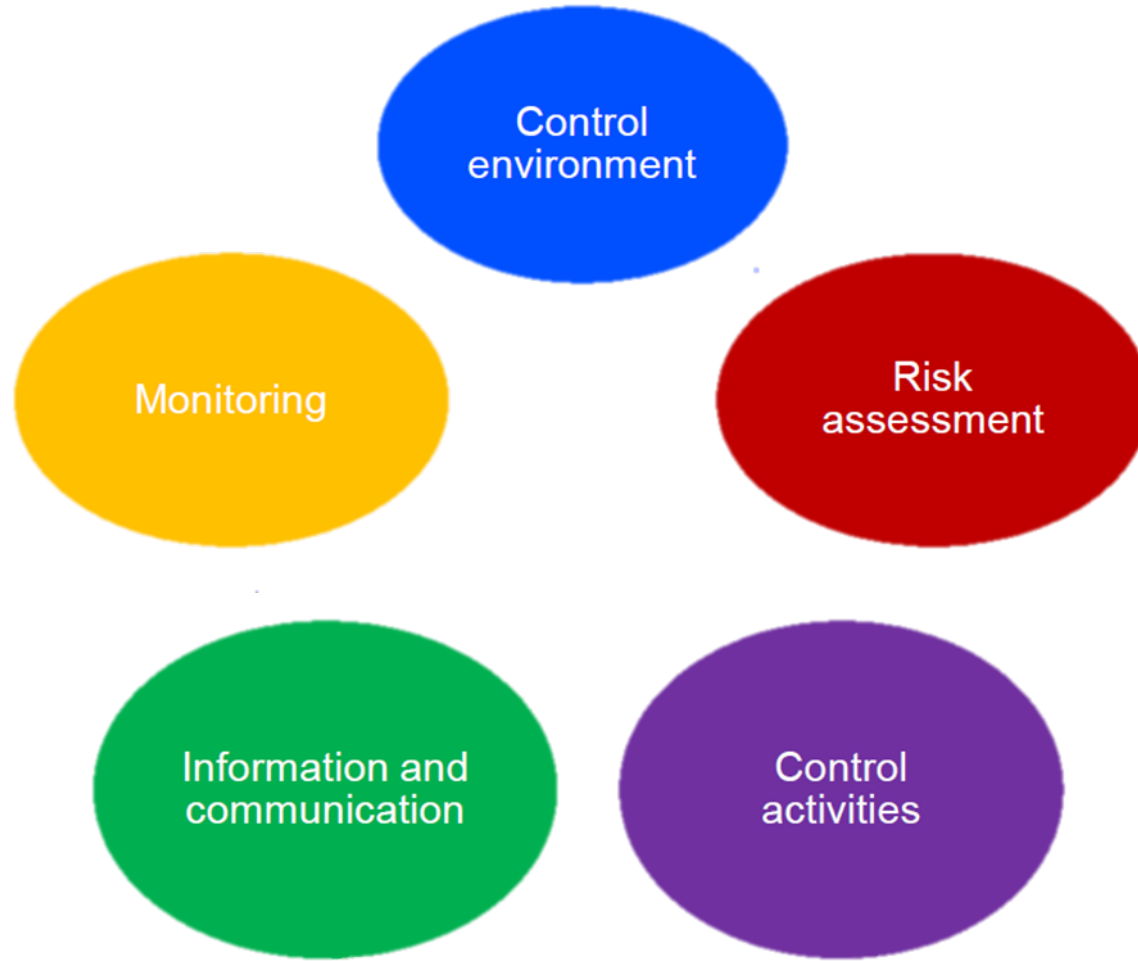 Control
environment
Monitoring
Risk
assessment
Information and
communication
Control
activities